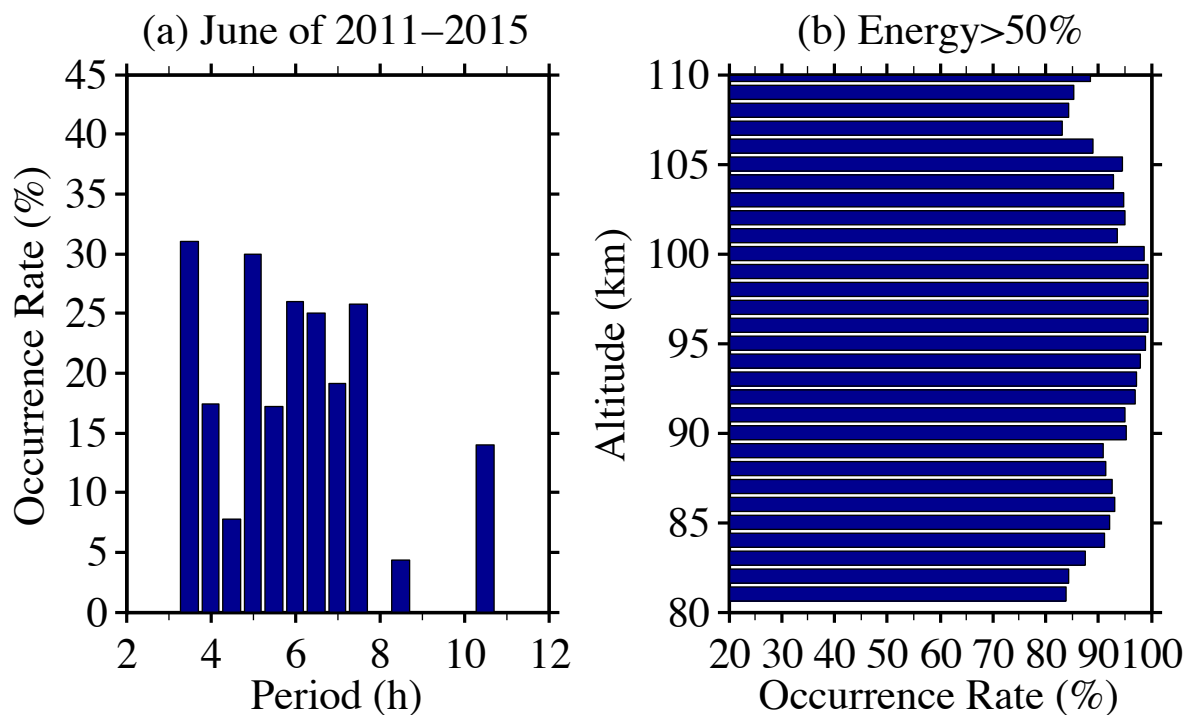 (a) June of 2011–2015
45
40
35
30
25
20
15
10
5
0
Occurrence Rate (%)
2 4 6 8 10 12
Period (h)
(b) Energy>50%
110
105
100
95
90
85
80
Altitude (km)
20 30 40 50 60 70 80 90 100
Occurrence Rate (%)